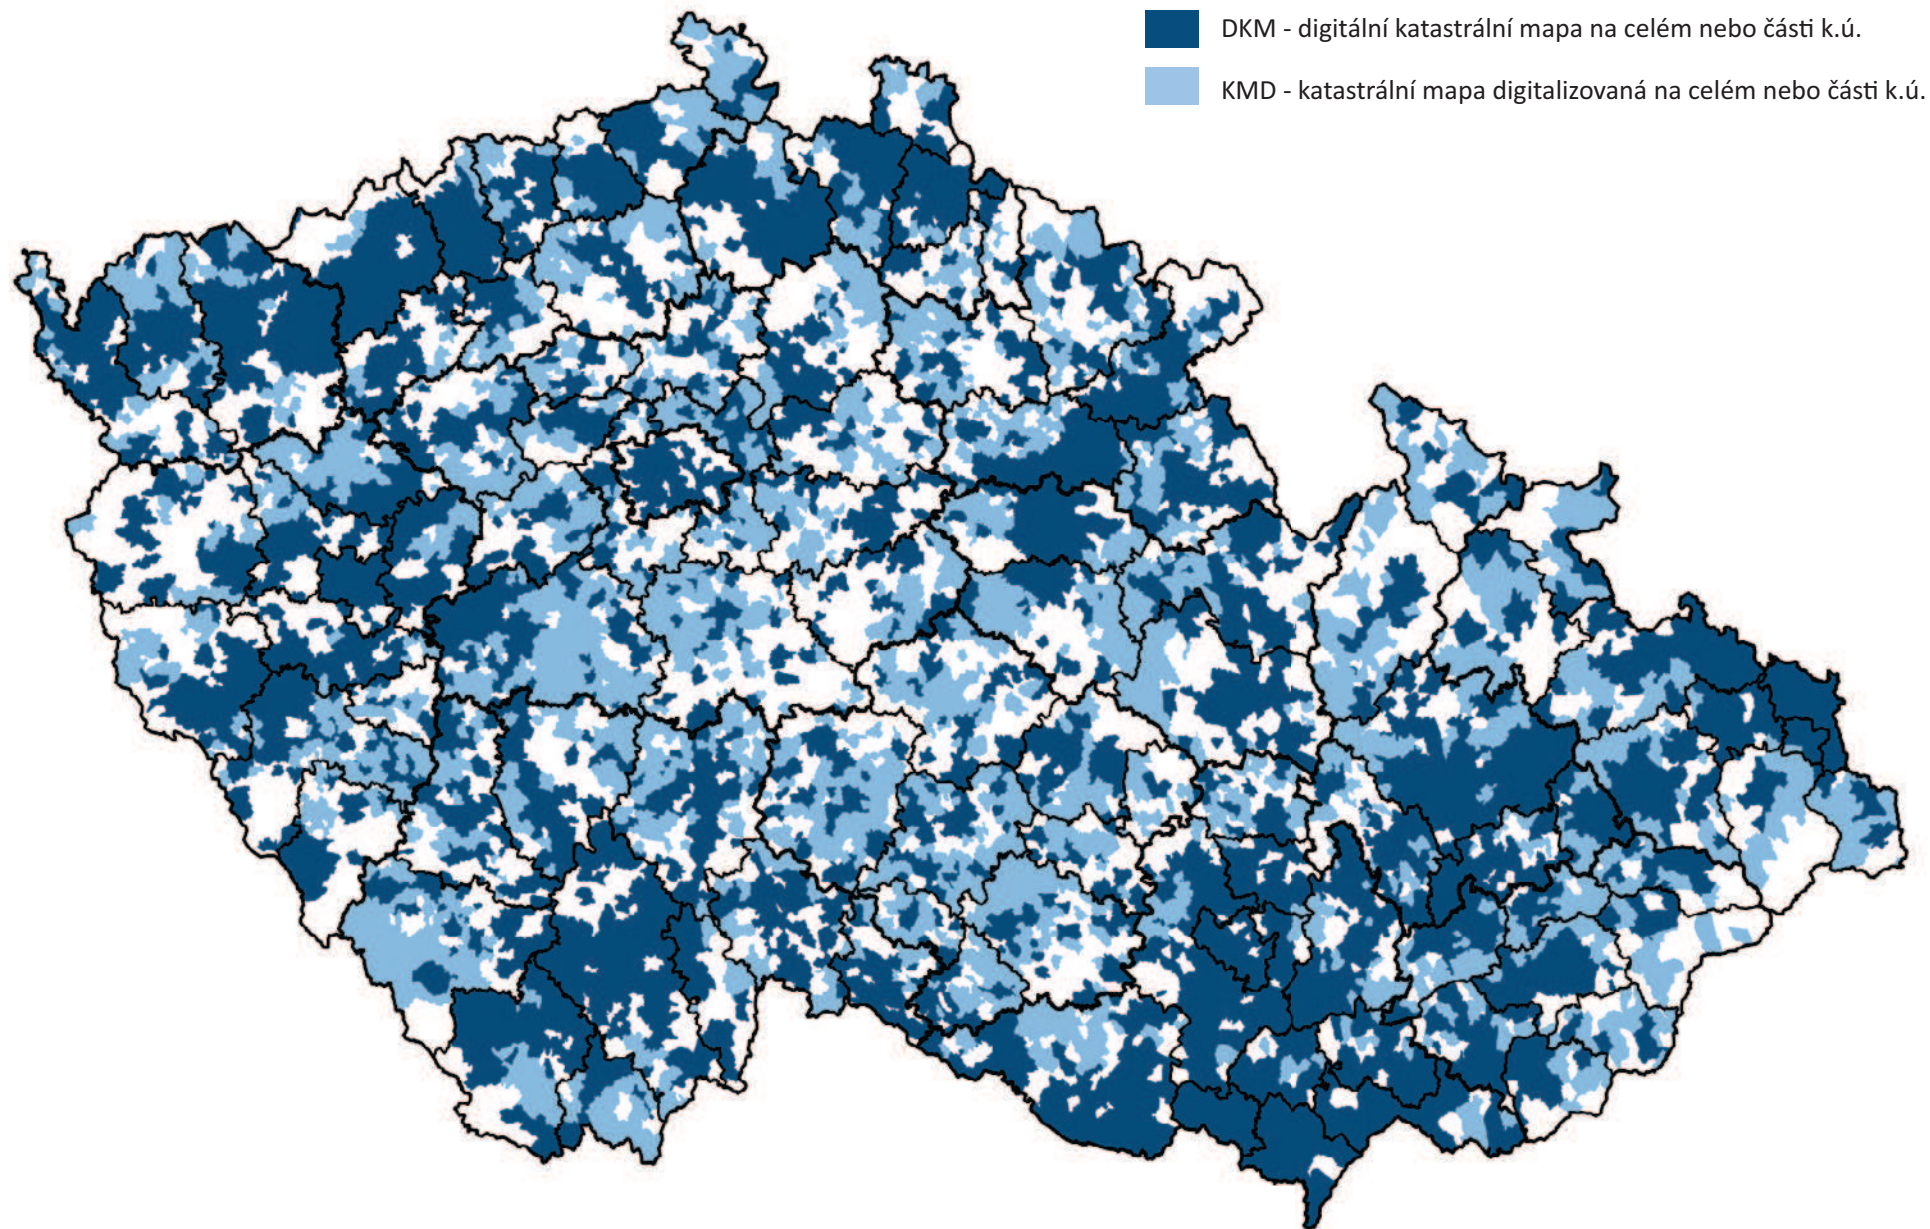 DKM - digitální katastrální mapa na celém nebo části k.ú.
KMD - katastrální mapa digitalizovaná na celém nebo části k.ú.